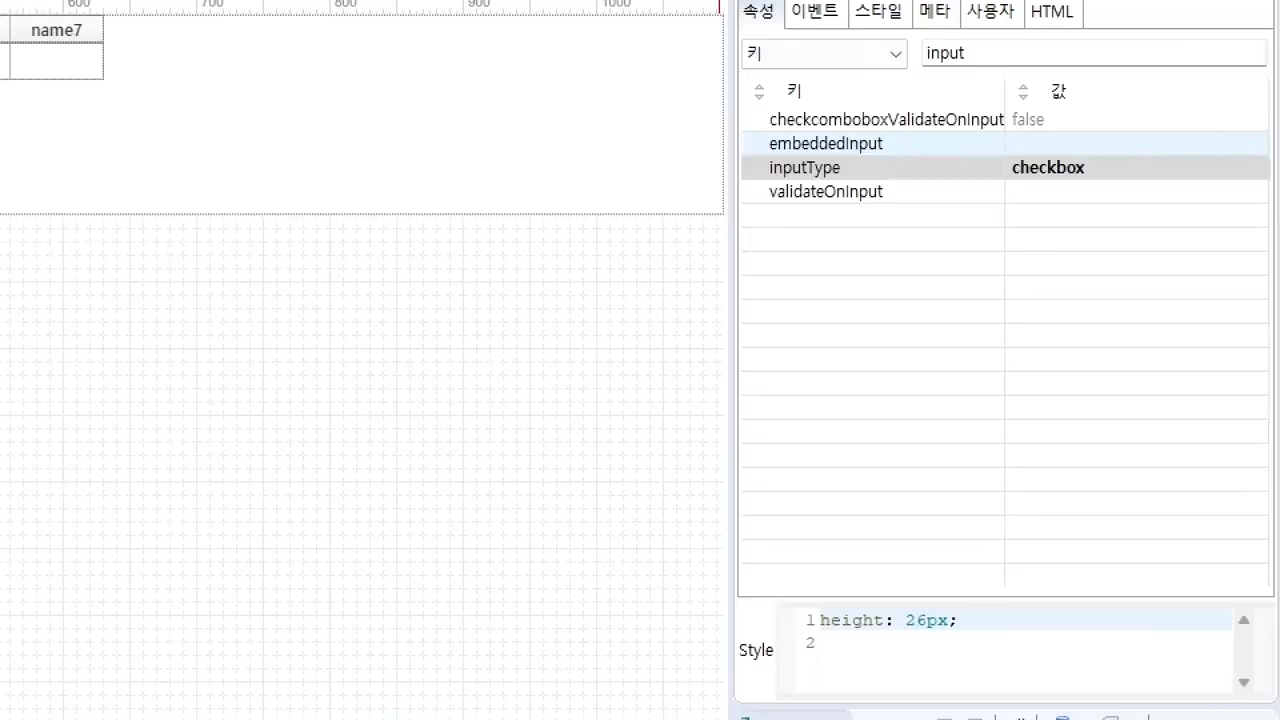 600 700 800 900 1000
name7
속성 이벤트 스타일 메타 사용자 HTML
키 input
키 값
checkcomboboxValidateOnInput false
embeddedInput
inputType checkbox
validateOnInput
1 height: 26px;
2
Style